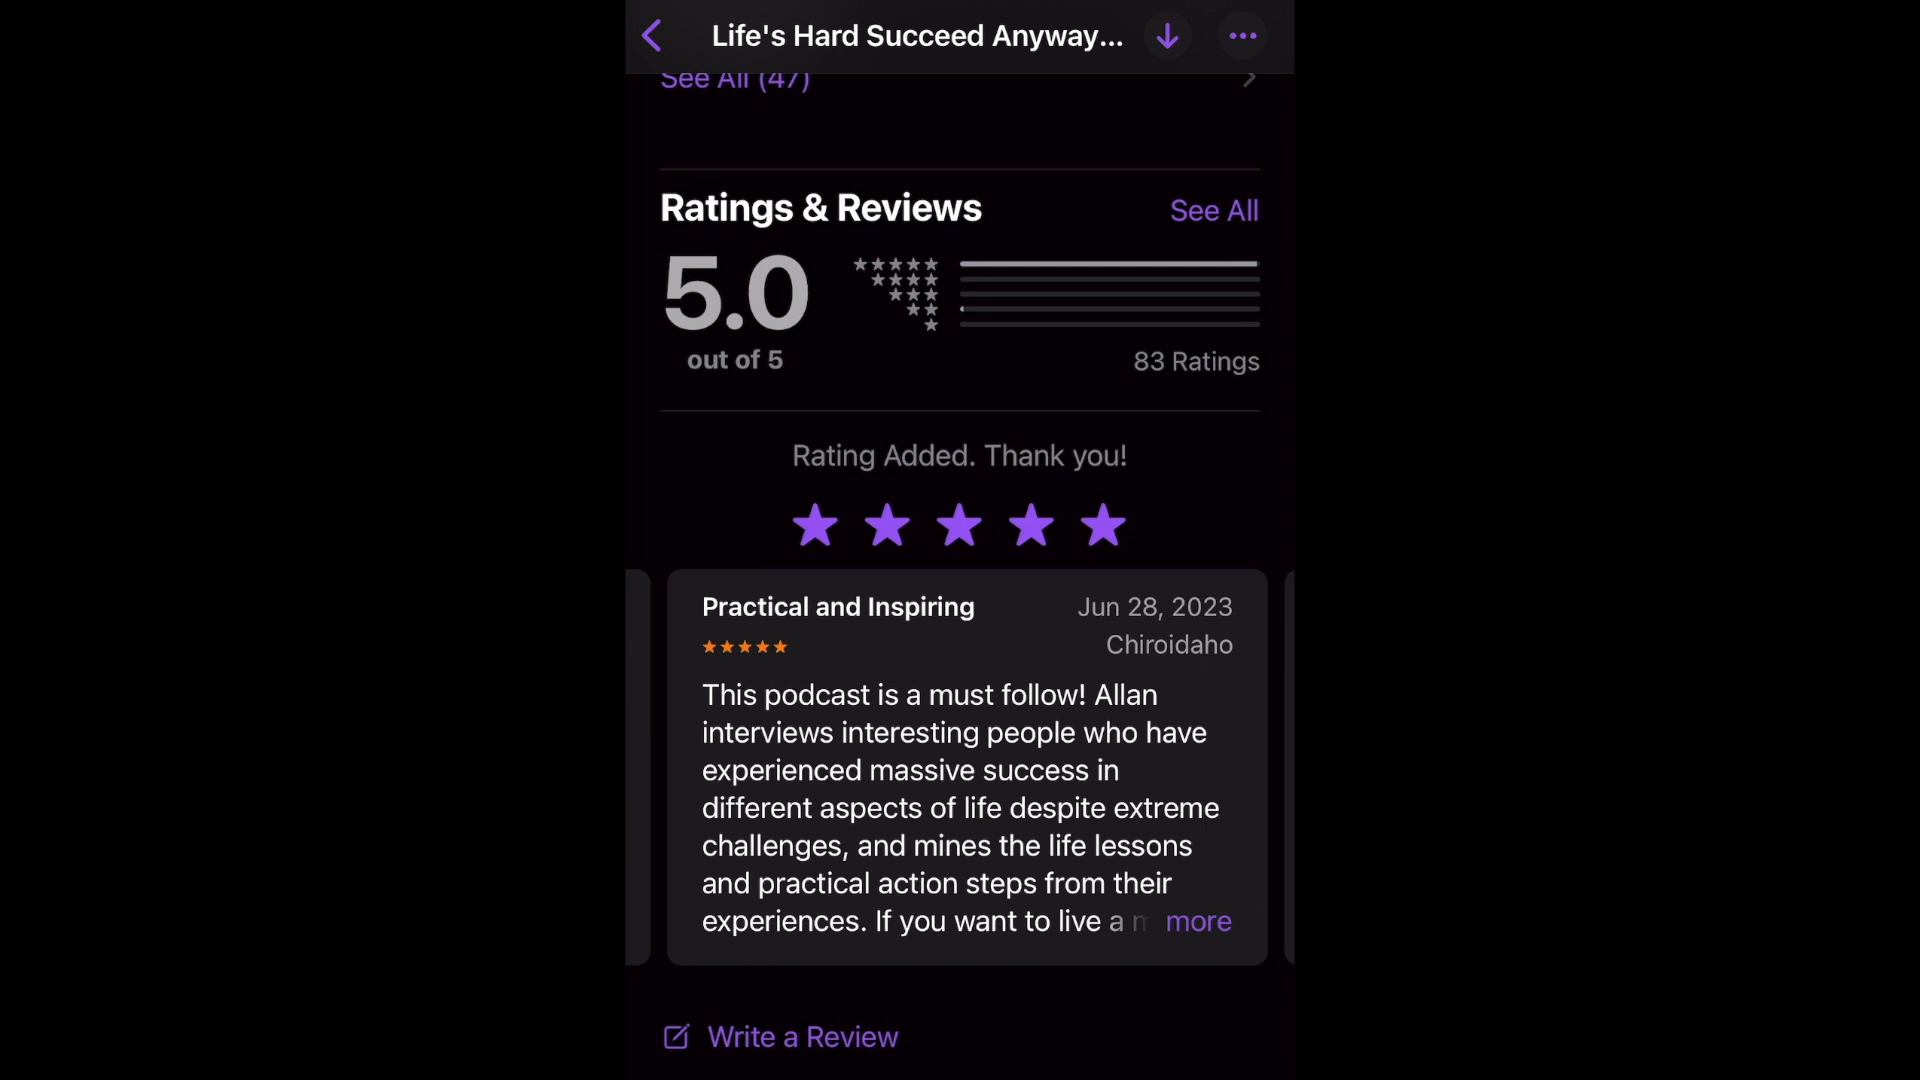 Life's Hard Succeed Anyway...
See All (47)
Ratings & Reviews
See All
5.0
out of 5
83 Ratings
Rating Added. Thank you!
Practical and Inspiring
Jun 28, 2023
Chiroidaho
This podcast is a must follow! Allan
interviews interesting people who have
experienced massive success in
different aspects of life despite extreme
challenges, and mines the life lessons
and practical action steps from their
experiences. If you want to live a m more
Write a Review